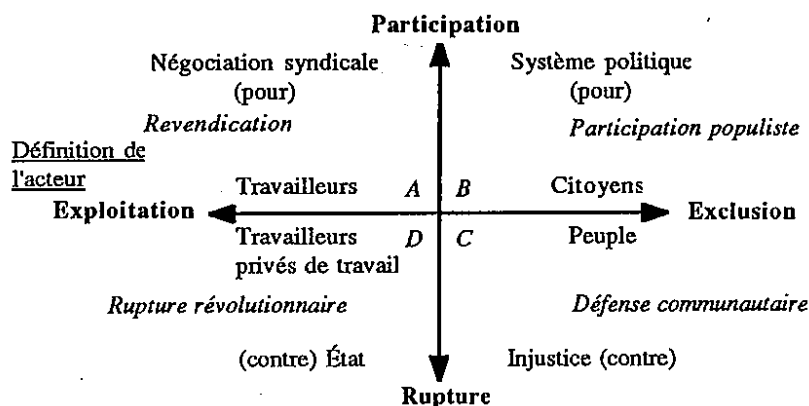 Participation
Négociation syndicale
(pour)
Système politique
(pour)
Revendication
Participation populiste
Définition de
l'acteur
Travailleurs
A
B
Citoyens
Exploitation
Exclusion
Travailleurs
privés de travail
D
C
Peuple
Rupture révolutionnaire
Défense communautaire
(contre) État
Injustice (contre)
Rupture